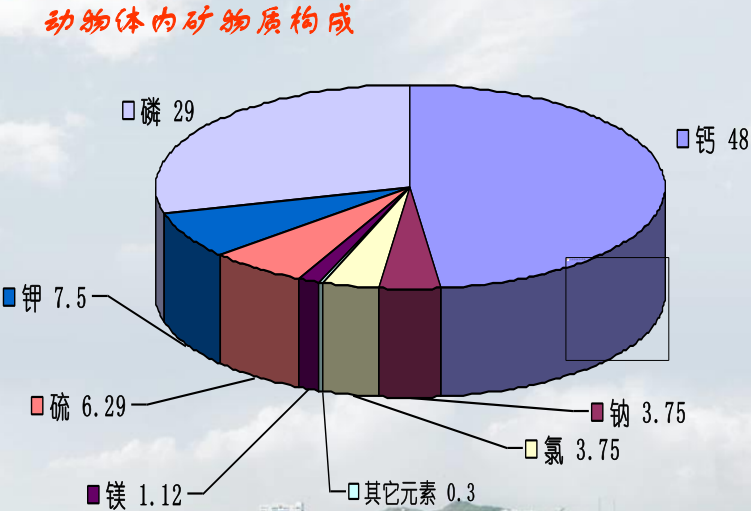 动物体内矿物质构成
磷 29
钙 48
钾 7.5
硫 6.29
钠 3.75
氯 3.75
镁 1.12
其它元素 0.3